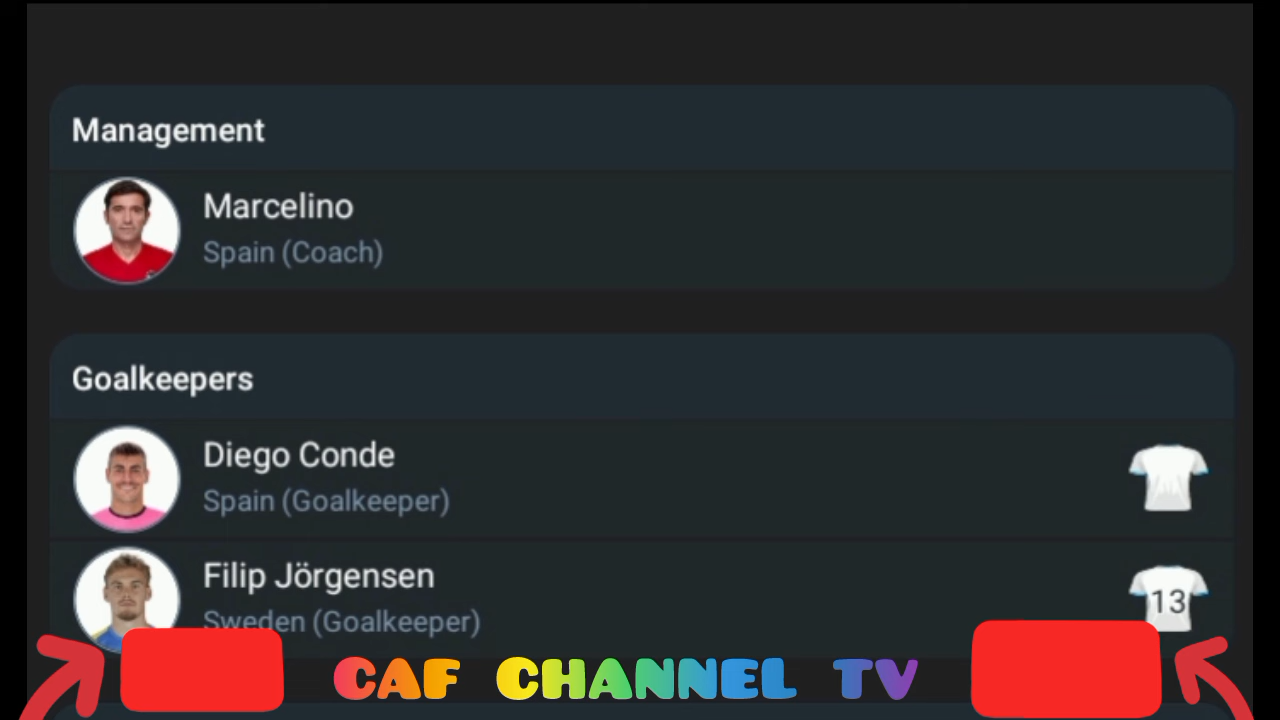 Management
Marcelino
Spain (Coach)
Goalkeepers
Diego Conde
Spain (Goalkeeper)
Filip Jörgensen
13
Sweden (Goalkeeper)
CAF CHANNEL TV